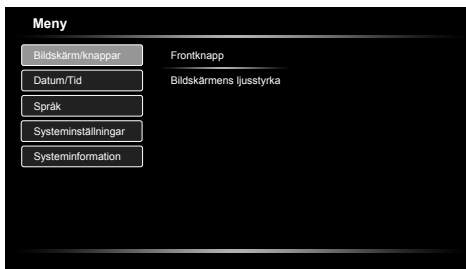 Meny
Bildskärm/knappar
Frontknapp
Datum/Tid
Bildskärmens ljusstyrka
Språk
Systeminställningar
Systeminformation